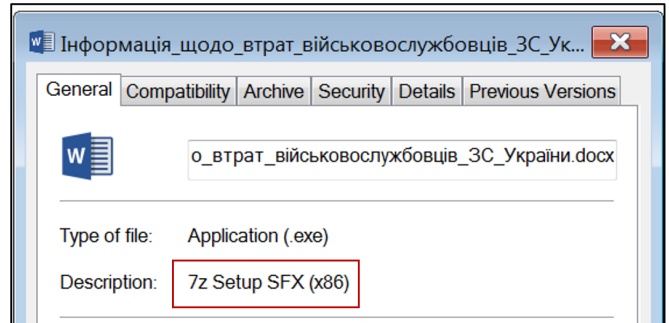 Інформація_щодо_втрат_військовослужбовців_ЗС_Ук...
General Compatibility Archive Security Details Previous Versions
W
о_втрат_військовослужбовців_ЗС_України.docx
Type of file: Application (.exe)
Description: 7z Setup SFX (x86)